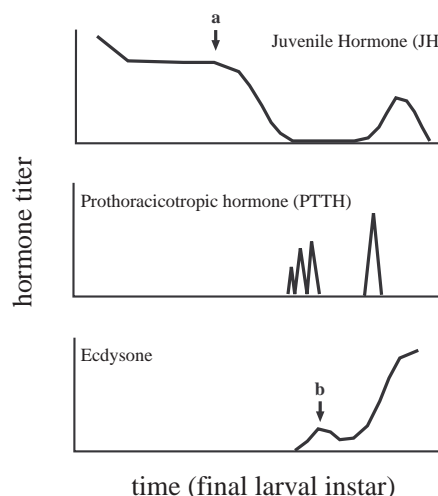 a
Juvenile Hormone (JH
Prothoracicotropic hormone (PTTH)
hormone titer
Ecdysone
b
time (final larval instar)